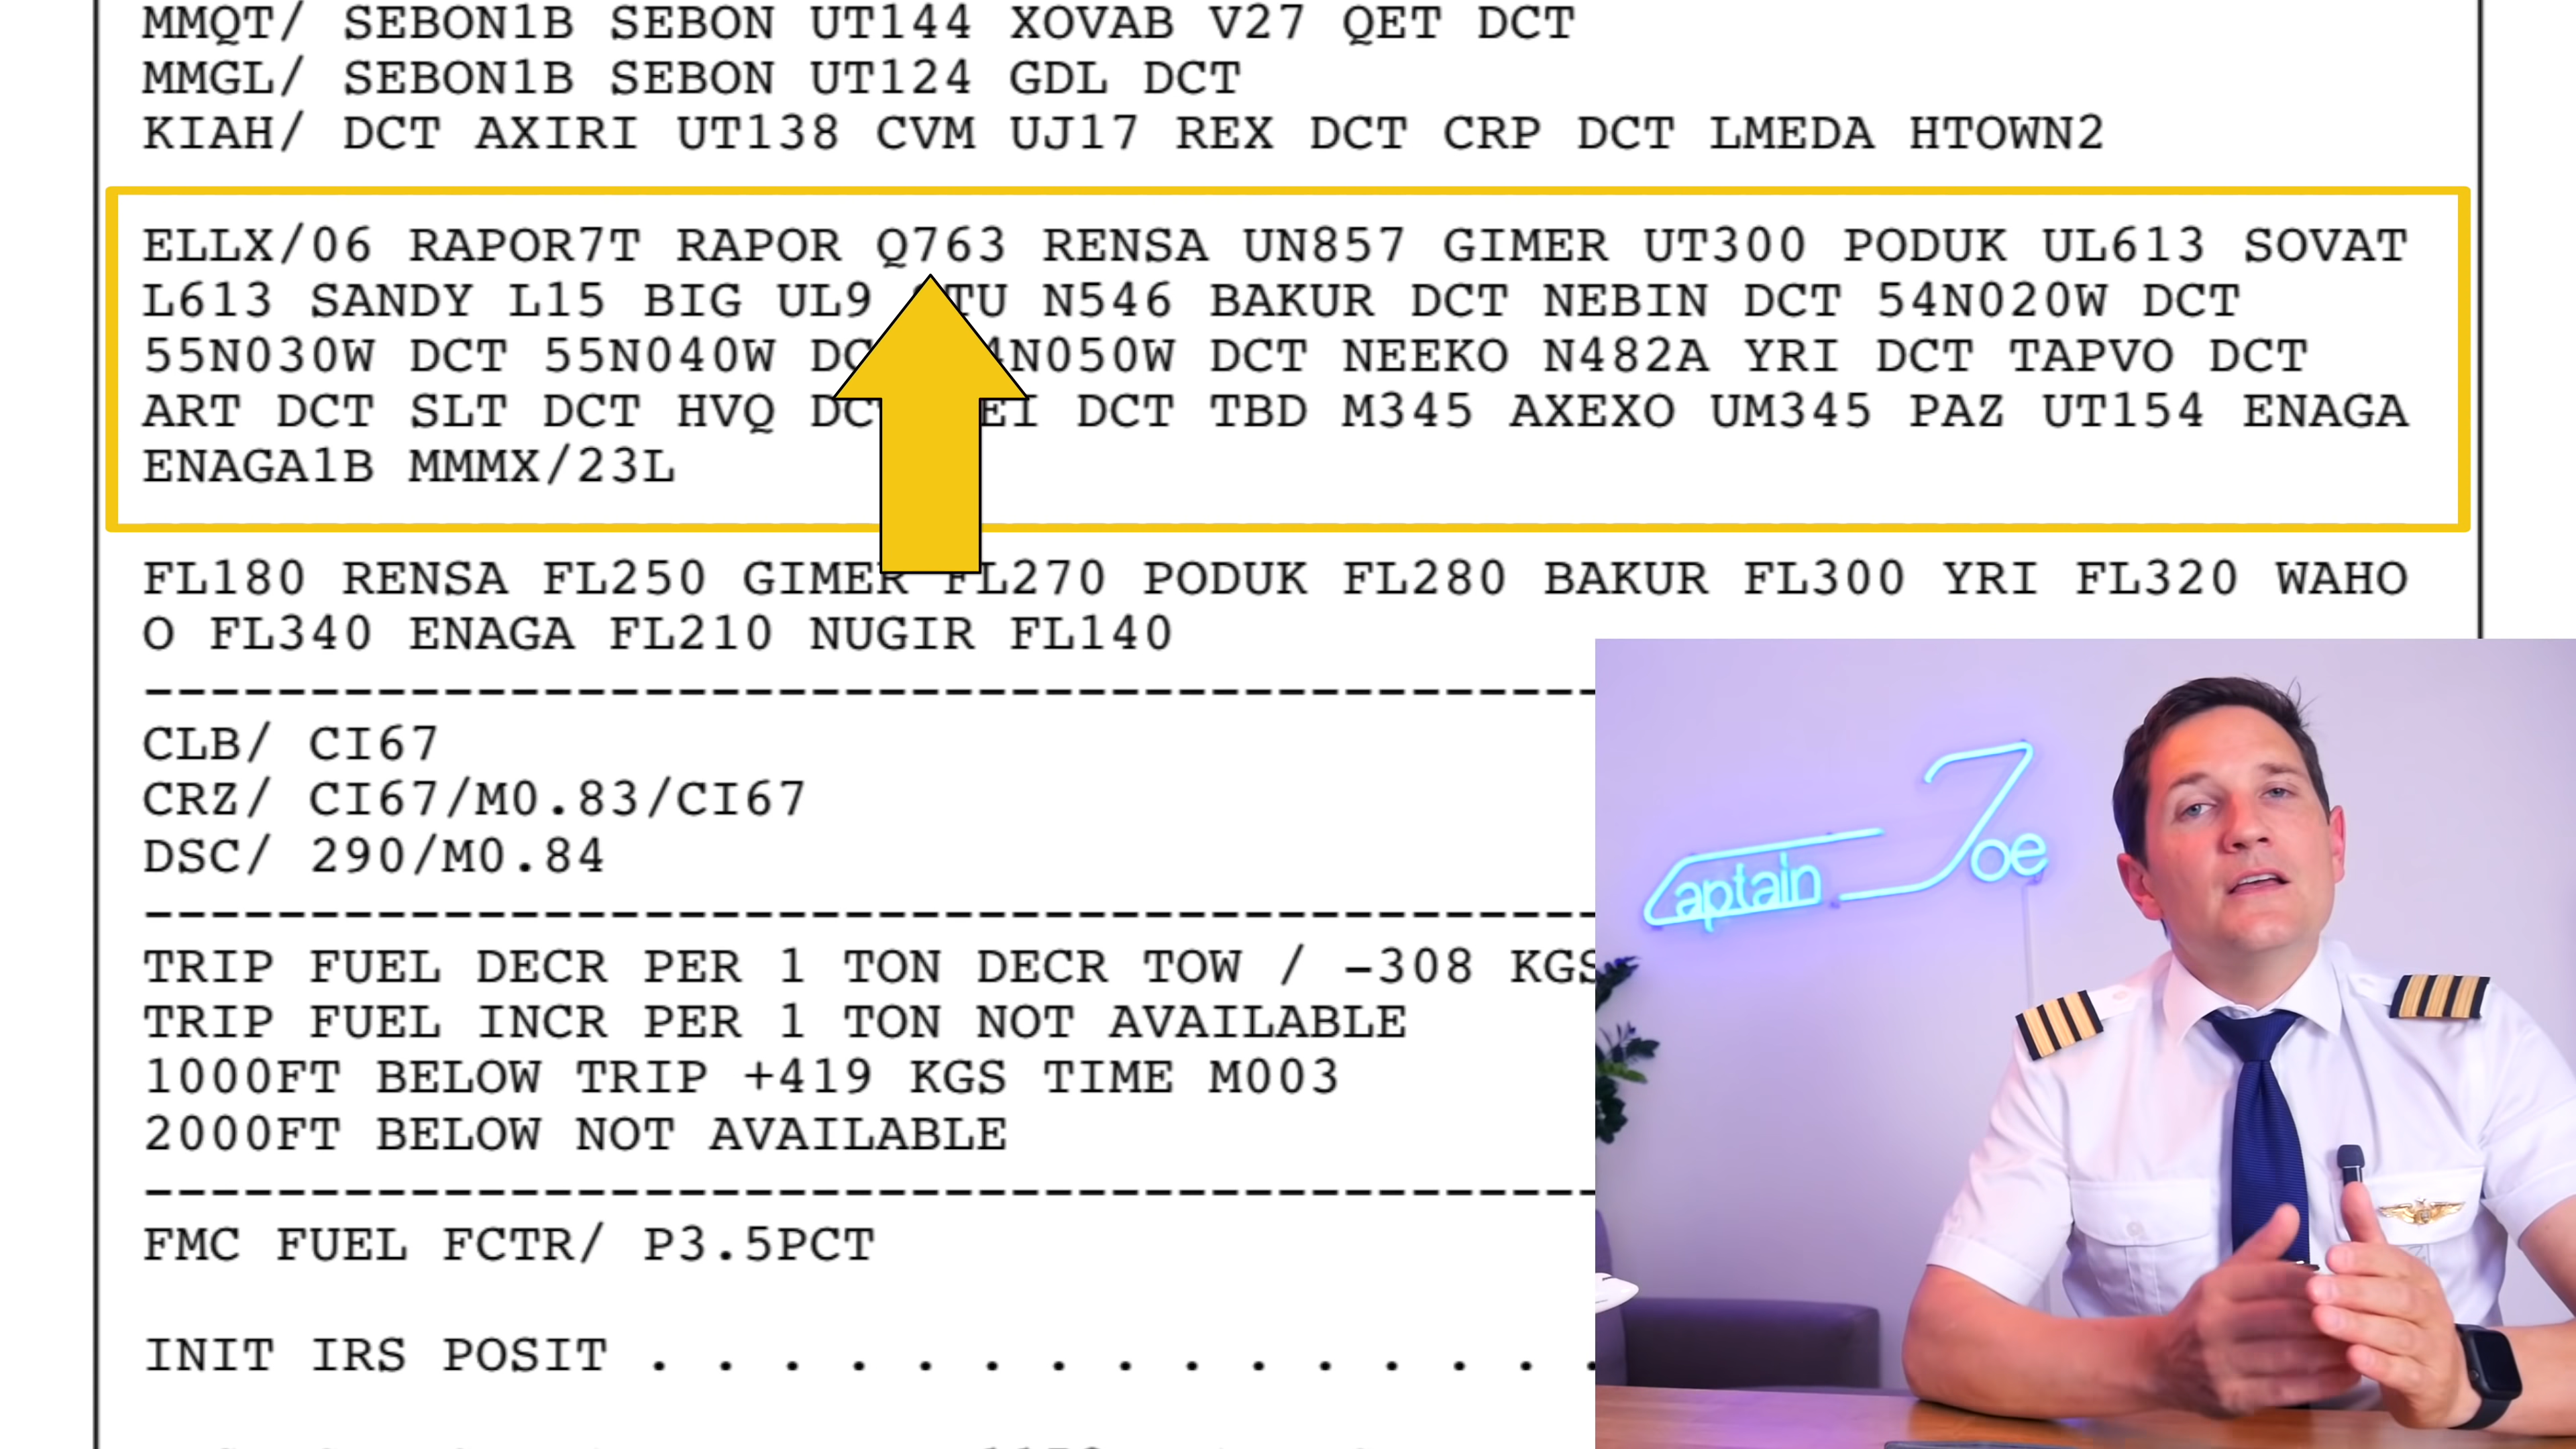 MMQT/ SEBON1B SEBON UT144 XOVAB V27 QET DCT
MMGL/ SEBON1B SEBON UT124 GDL DCT
KIAH/ DCT AXIRI UT138 CVM UJ17 REX DCT CRP DCT LMEDA HTOWN2
ELLX/06 RAPOR7T RAPOR Q763 RENSA UN857 GIMER UT300 PODUK UL613 SOVAT
L613 SANDY L15 BIG UL9 N546 BAKUR DCT NEBIN DCT 54N020W DCT
55N030W DCT 55N040W DCT NEEKO N482A YRI DCT TAPVO DCT
ART DCT SLT DCT HVQ DCT TBD M345 AXEXO UM345 PAZ UT154 ENAGA
ENAGA1B MMMX/23L
FL180 RENSA FL250 GIMER FL270 PODUK FL280 BAKUR FL300 YRI FL320 WAHO
O FL340 ENAGA FL210 NUGIR FL140
CLB/ CI67
CRZ/ CI67/M0.83/CI67
DSC/ 290/M0.84
TRIP FUEL DECR PER 1 TON DECR TOW / -308 KGS
TRIP FUEL INCR PER 1 TON NOT AVAILABLE
1000FT BELOW TRIP +419 KGS TIME M003
2000FT BELOW NOT AVAILABLE
FMC FUEL FCTR/ P3.5PCT
INIT IRS POSIT . . . . . . . . . . . . . . .
Captain Joe